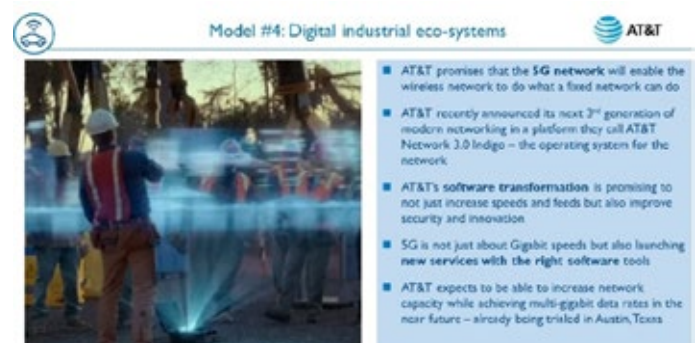 Model #4: Digital industrial eco-systems
AT&T
AT&T promises that the 5G network will enable the
wireless network to do what a fixed network can do
AT&T recently announced its next 3rd generation of
modern networking in a platform they call AT&T
Network 3.0 Indigo – the operating system for the
network
AT&T's software transformation is promising to
not just increase speeds and feeds but also improve
security and innovation
5G is not just about Gigabit speeds but also launching
new services with the right software tools
AT&T expects to be able to increase network
capacity while achieving multi-gigabit data rates in the
near future – already being trialed in Austin, Texas